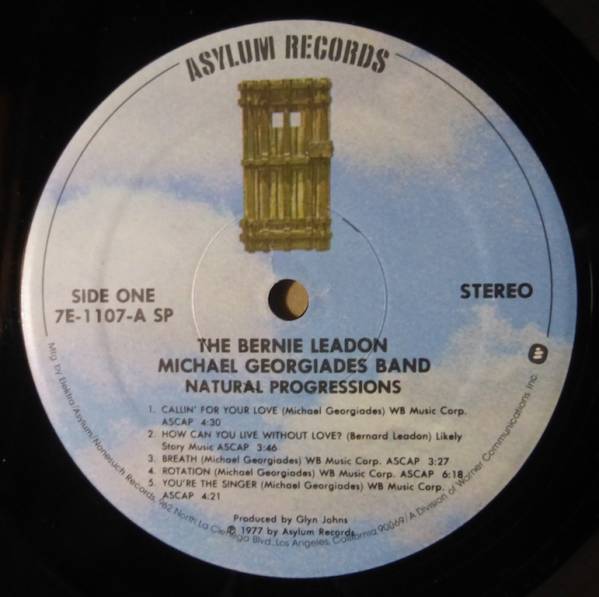 ASYLUM RECORDS
SIDE ONE
7E-1107-A SP
STEREO
THE BERNIE LEADON
MICHAEL GEORGIADES BAND
NATURAL PROGRESSIONS
1. CALLIN' FOR YOUR LOVE (Michael Georgiades) WB Music Corp.
ASCAP 4:30
2. HOW CAN YOU LIVE WITHOUT LOVE? (Bernard Leadon) Likely
Story Music ASCAP 3:46
3. BREATH (Michael Georgiades) WB Music Corp. ASCAP 3:27
4. ROTATION (Michael Georgiades) WB Music Corp. ASCAP 6:18
5. YOU'RE THE SINGER (Michael Georgiades) WB Music Corp.
ASCAP 4:21
Produced by Glyn Johns
℗ 1977 by Asylum Records
Mfg. by Elektra/Asylum/Nonesuch Records, 962 North La Cienega Blvd., Los Angeles, California 90069/A Division of Warner Communications, Inc.